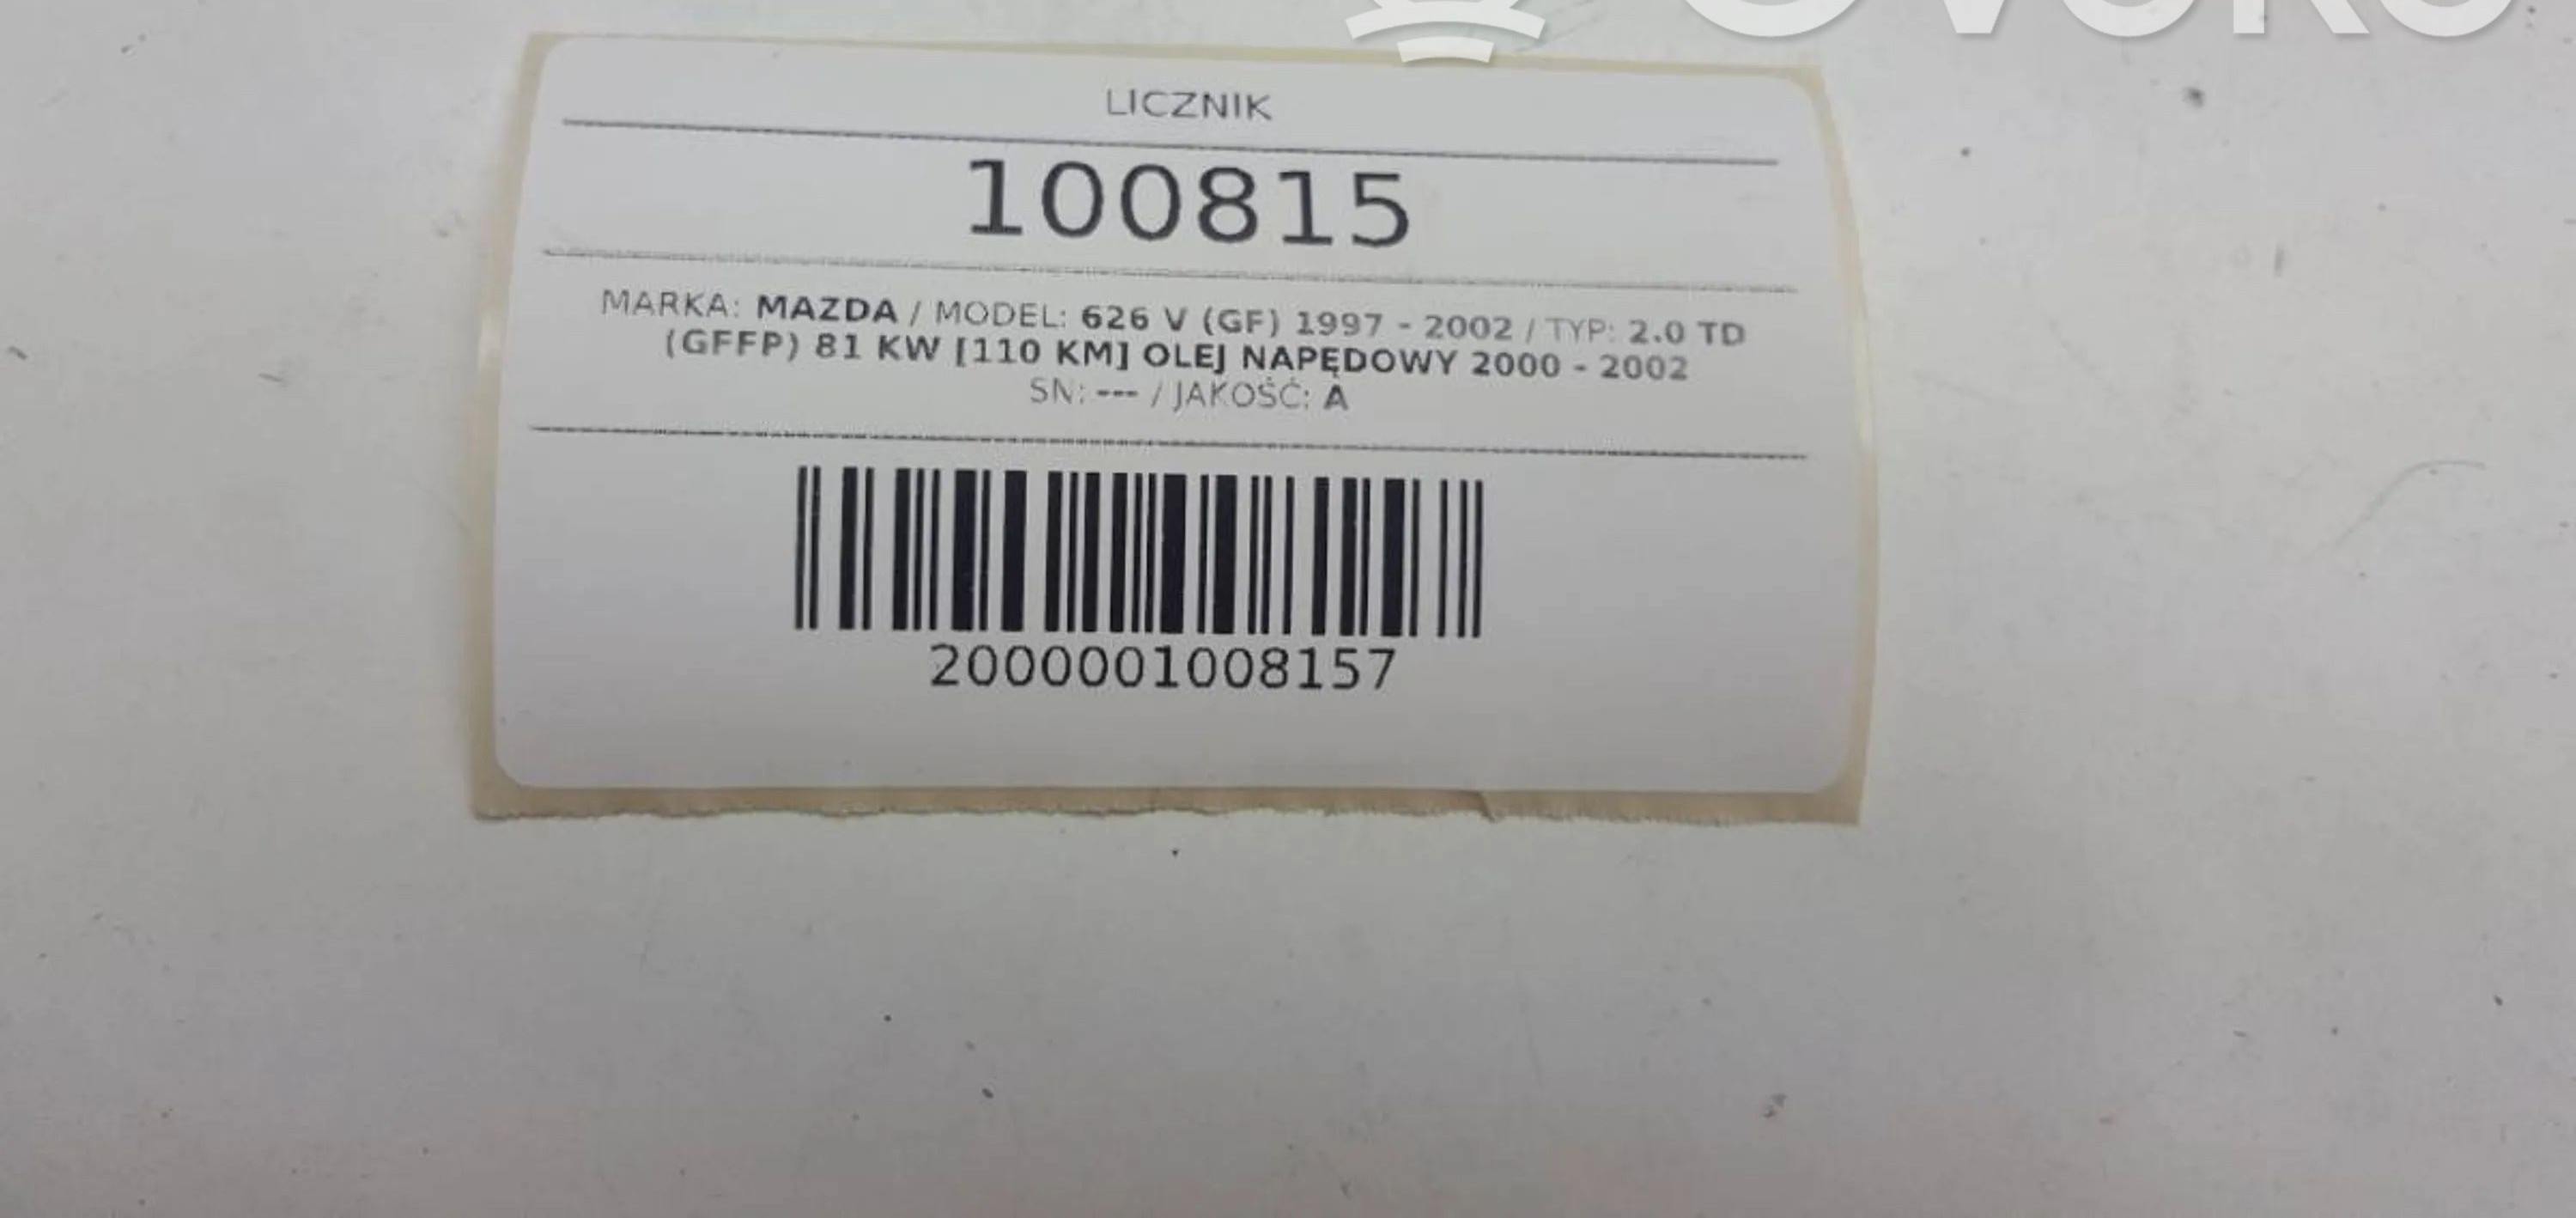 LICZNIK
100815
MARKA: MAZDA / MODEL: 626 V (GF) 1997 - 2002 / TYP: 2.0 TD
(GFFP) 81 KW [110 KM] OLEJ NAPĘDOWY 2000 - 2002
SN: --- / JAKOŚĆ: A
2000001008157